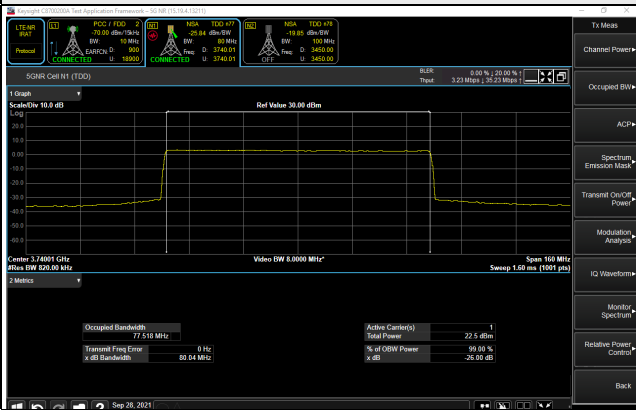 Keysight C8700200A Test Application Framework – 5G NR (15.19.4.13211)
LTE-NR IRAT
Protocol
L1 PCC / FDD 2
-70.00 dBm/15kHz
BW: 10 MHz
EARFCN D: 900
CONNECTED U: 18900
N1 NSA TDD n77
-25.84 dBm/BW
BW: 80 MHz
Freq D: 3740.01
CONNECTED U: 3740.01
N2 NSA TDD n78
-19.85 dBm/BW
BW: 100 MHz
Freq D: 3450.00
OFF U: 3450.00
5GNR Cell N1 (TDD)
BLER: 0.00 % ↓ 20.00 % ↑
Thput: 3.23 Mbps ↓ 35.23 Mbps ↑
1 Graph
Scale/Div 10.0 dB
Ref Value 30.00 dBm
Log
20.0
10.0
0.00
-10.0
-20.0
-30.0
-40.0
-50.0
-60.0
Center 3.74001 GHz
Video BW 8.0000 MHz*
Span 160 MHz
#Res BW 820.00 kHz
Sweep 1.60 ms (1001 pts)
2 Metrics
Occupied Bandwidth
77.518 MHz
Transmit Freq Error 0 Hz
x dB Bandwidth 80.04 MHz
Active Carrier(s) 1
Total Power 22.5 dBm
% of OBW Power 99.00 %
x dB -26.00 dB
Tx Meas
Channel Power
Occupied BW
ACP
Spectrum
Emission Mask
Transmit On/Off
Power
Modulation
Analysis
IQ Waveform
Monitor
Spectrum
Relative Power
Control
Back
Sep 28, 2021